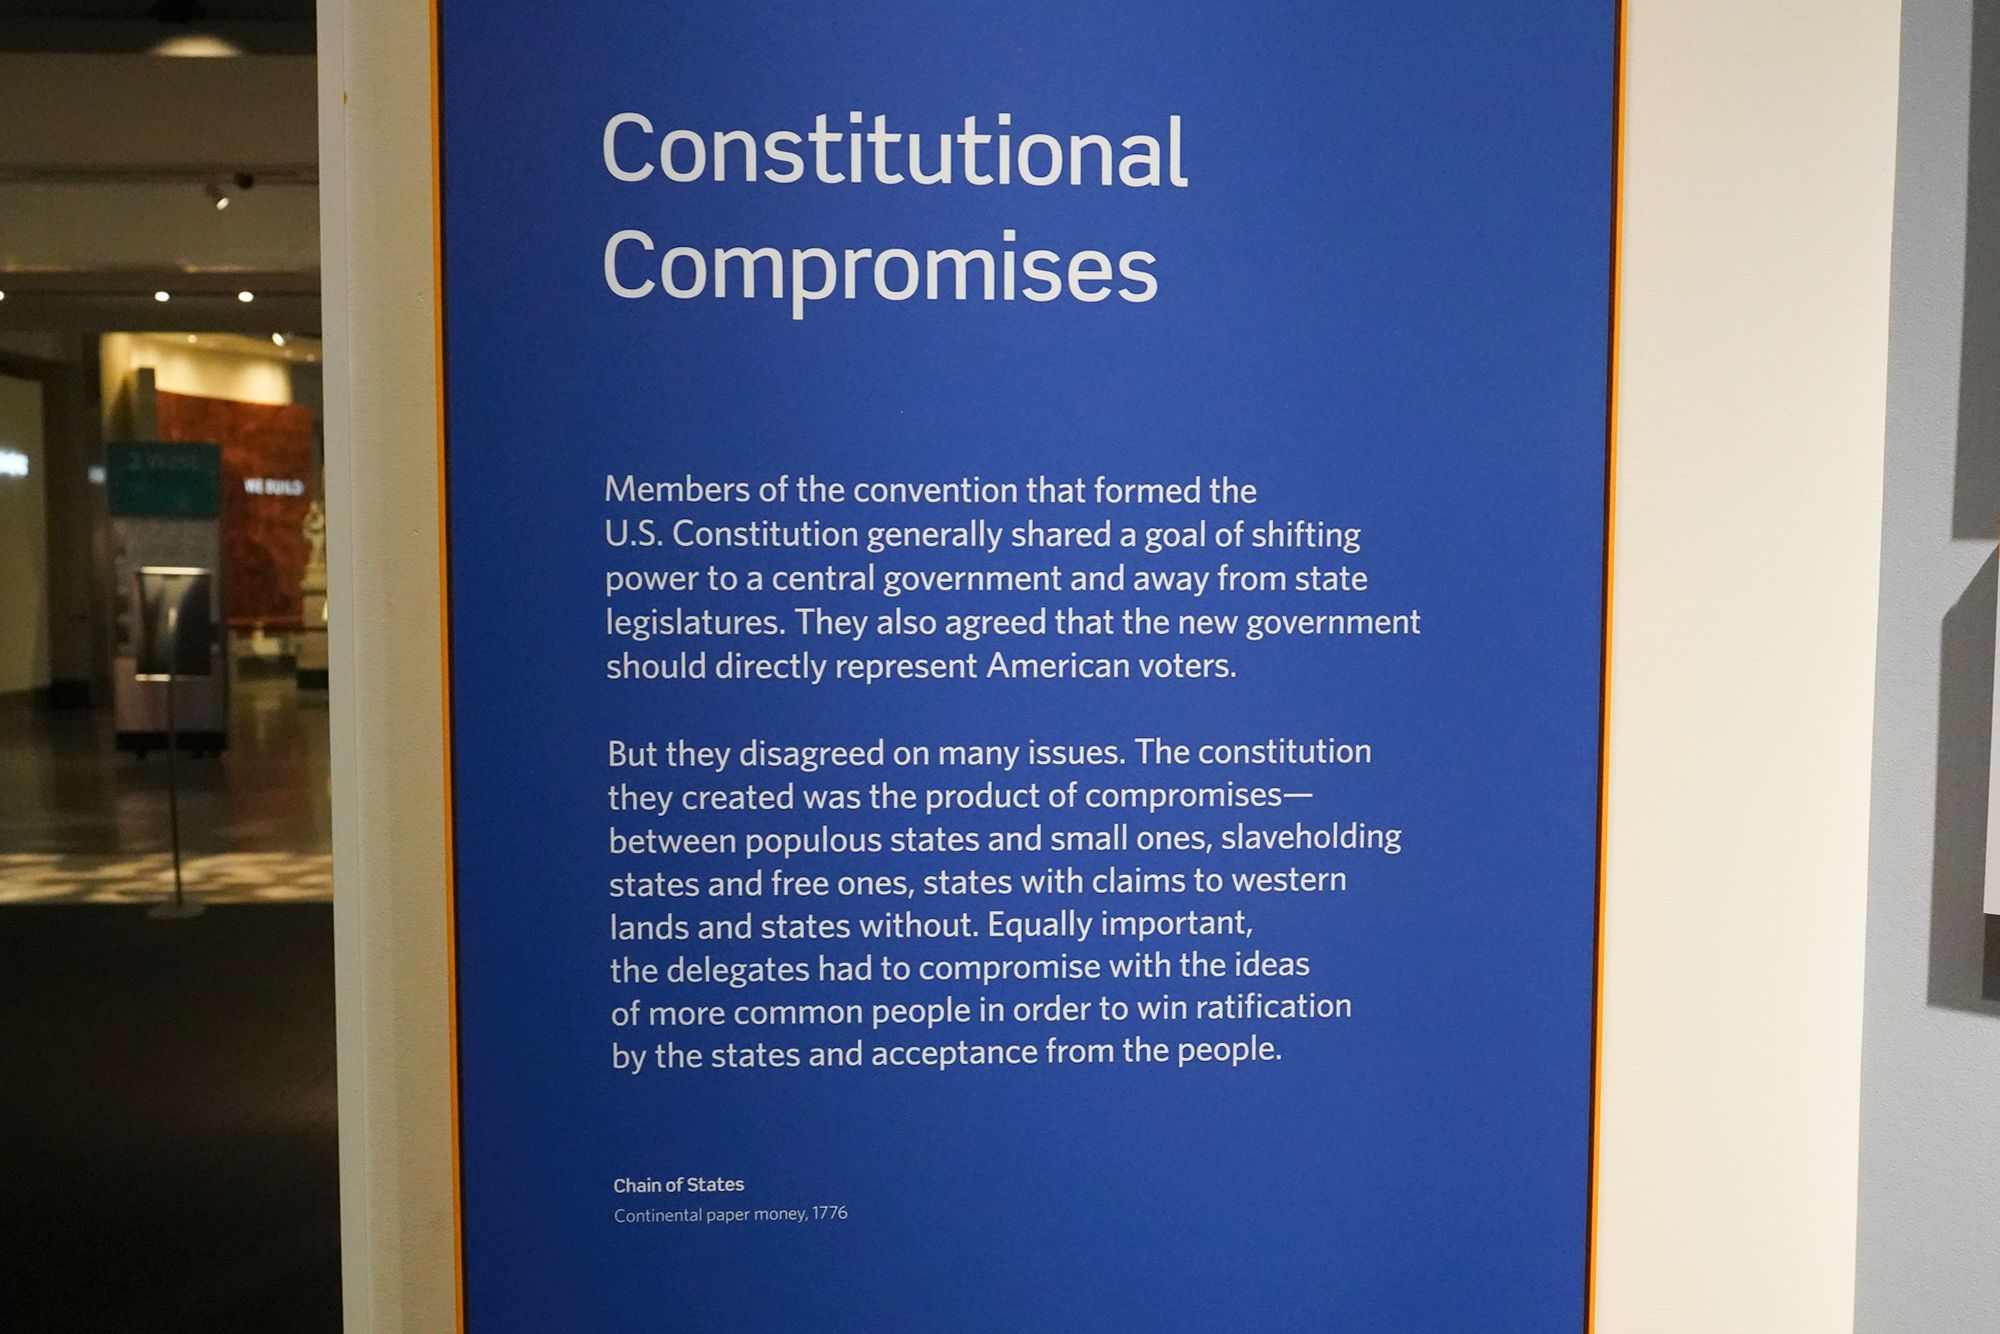 Constitutional
Compromises
Members of the convention that formed the
U.S. Constitution generally shared a goal of shifting
power to a central government and away from state
legislatures. They also agreed that the new government
should directly represent American voters.
But they disagreed on many issues. The constitution
they created was the product of compromises—
between populous states and small ones, slaveholding
states and free ones, states with claims to western
lands and states without. Equally important,
the delegates had to compromise with the ideas
of more common people in order to win ratification
by the states and acceptance from the people.
Chain of States
Continental paper money, 1776
2 West
WE BUILD